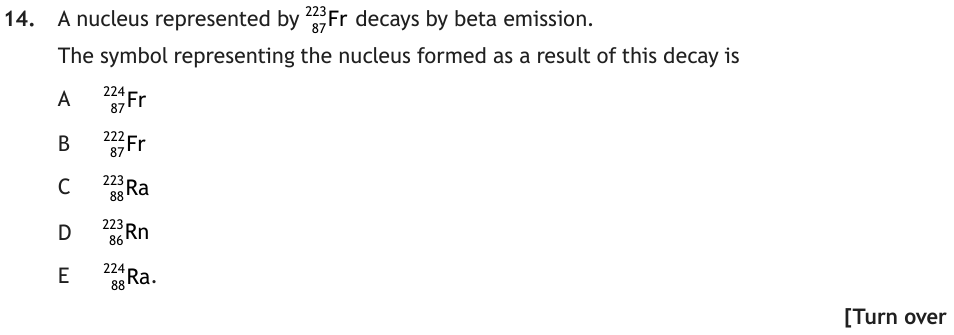 14. A nucleus represented by ²²³₈₇Fr decays by beta emission.
The symbol representing the nucleus formed as a result of this decay is
A ²²⁴₈₇Fr
B ²²²₈₇Fr
C ²²³₈₈Ra
D ²²³₈₆Rn
E ²²⁴₈₈Ra.
[Turn over